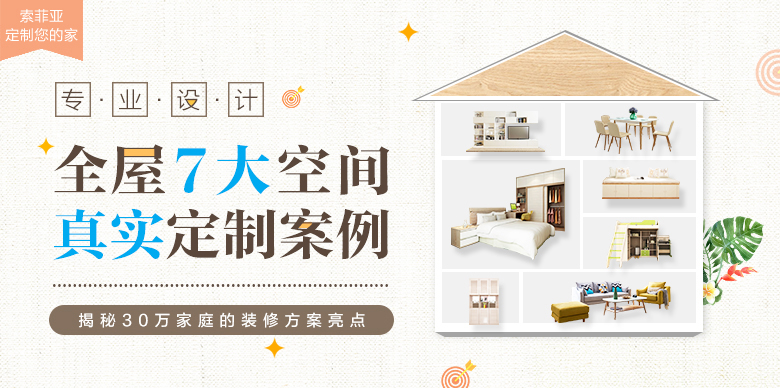 索菲亚
定制您的家
专·业·设·计
全屋7大空间
真实定制案例
揭秘30万家庭的装修方案亮点